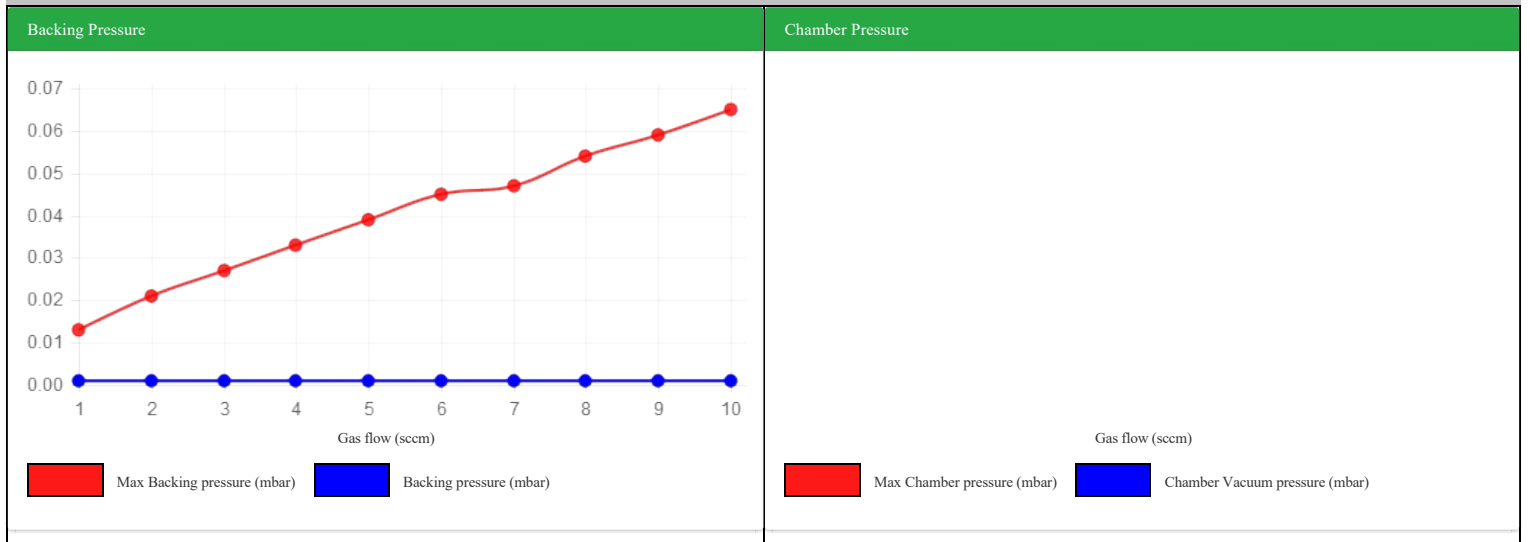 Backing Pressure
0.07
0.06
0.05
0.04
0.03
0.02
0.01
0.00
1 2 3 4 5 6 7 8 9 10
Gas flow (sccm)
Max Backing pressure (mbar) Backing pressure (mbar)
Chamber Pressure
Gas flow (sccm)
Max Chamber pressure (mbar) Chamber Vacuum pressure (mbar)